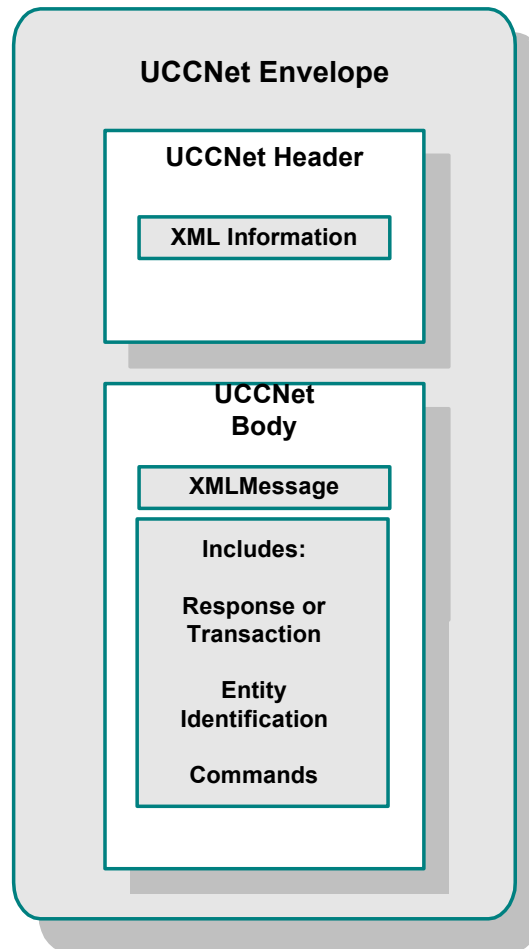 UCCNet Envelope
UCCNet Header
XML Information
UCCNet
Body
XMLMessage
Includes:
Response or
Transaction
Entity
Identification
Commands